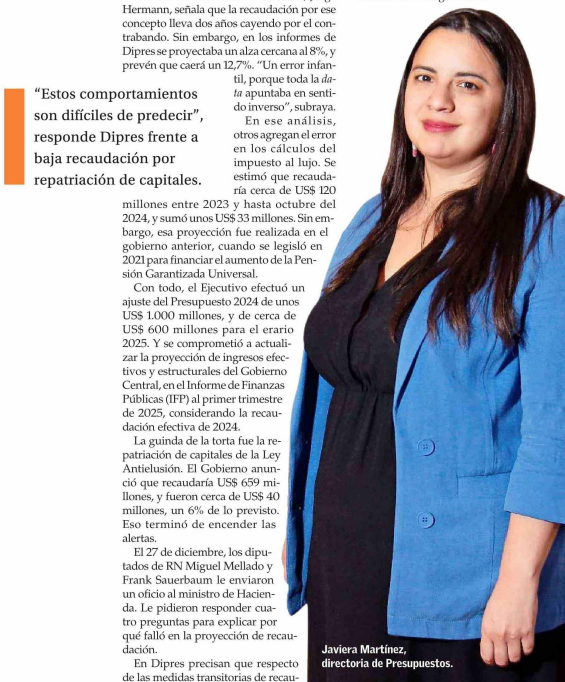 Hermann, señala que la recaudación por ese
concepto lleva dos años cayendo por el con-
trabando. Sin embargo, en los informes de
Dipres se proyectaba un alza cercana al 8%, y
prevén que caerá un 12,7%. “Un error infan-
til, porque toda la da-
ta apuntaba en senti-
do inverso”, subraya.
En ese análisis,
otros agregan el error
en los cálculos del
impuesto al lujo. Se
estimó que recauda-
ría cerca de US$ 120
millones entre 2023 y hasta octubre del
2024, y sumó unos US$ 33 millones. Sin em-
bargo, esa proyección fue realizada en el
gobierno anterior, cuando se legisló en
2021 para financiar el aumento de la Pen-
sión Garantizada Universal.
Con todo, el Ejecutivo efectuó un
ajuste del Presupuesto 2024 de unos
US$ 1.000 millones, y de cerca de
US$ 600 millones para el erario
2025. Y se comprometió a actuali-
zar la proyección de ingresos efec-
tivos y estructurales del Gobierno
Central, en el Informe de Finanzas
Públicas (IFP) al primer trimestre
de 2025, considerando la recau-
dación efectiva de 2024.
La guinda de la torta fue la re-
patriación de capitales de la Ley
Antielusión. El Gobierno anun-
ció que recaudaría US$ 659 mi-
llones, y fueron cerca de US$ 40
millones, un 6% de lo previsto.
Eso terminó de encender las
alertas.
El 27 de diciembre, los dipu-
tados de RN Miguel Mellado y
Frank Sauerbaum le enviaron
un oficio al ministro de Hacien-
da. Le pidieron responder cua-
tro preguntas para explicar por
qué falló en la proyección de recau-
dación.
En Dipres precisan que respecto
de las medidas transitorias de recau-
“Estos comportamientos
son difíciles de predecir”,
responde Dipres frente a
baja recaudación por
repatriación de capitales.
Javiera Martínez,
directoria de Presupuestos.